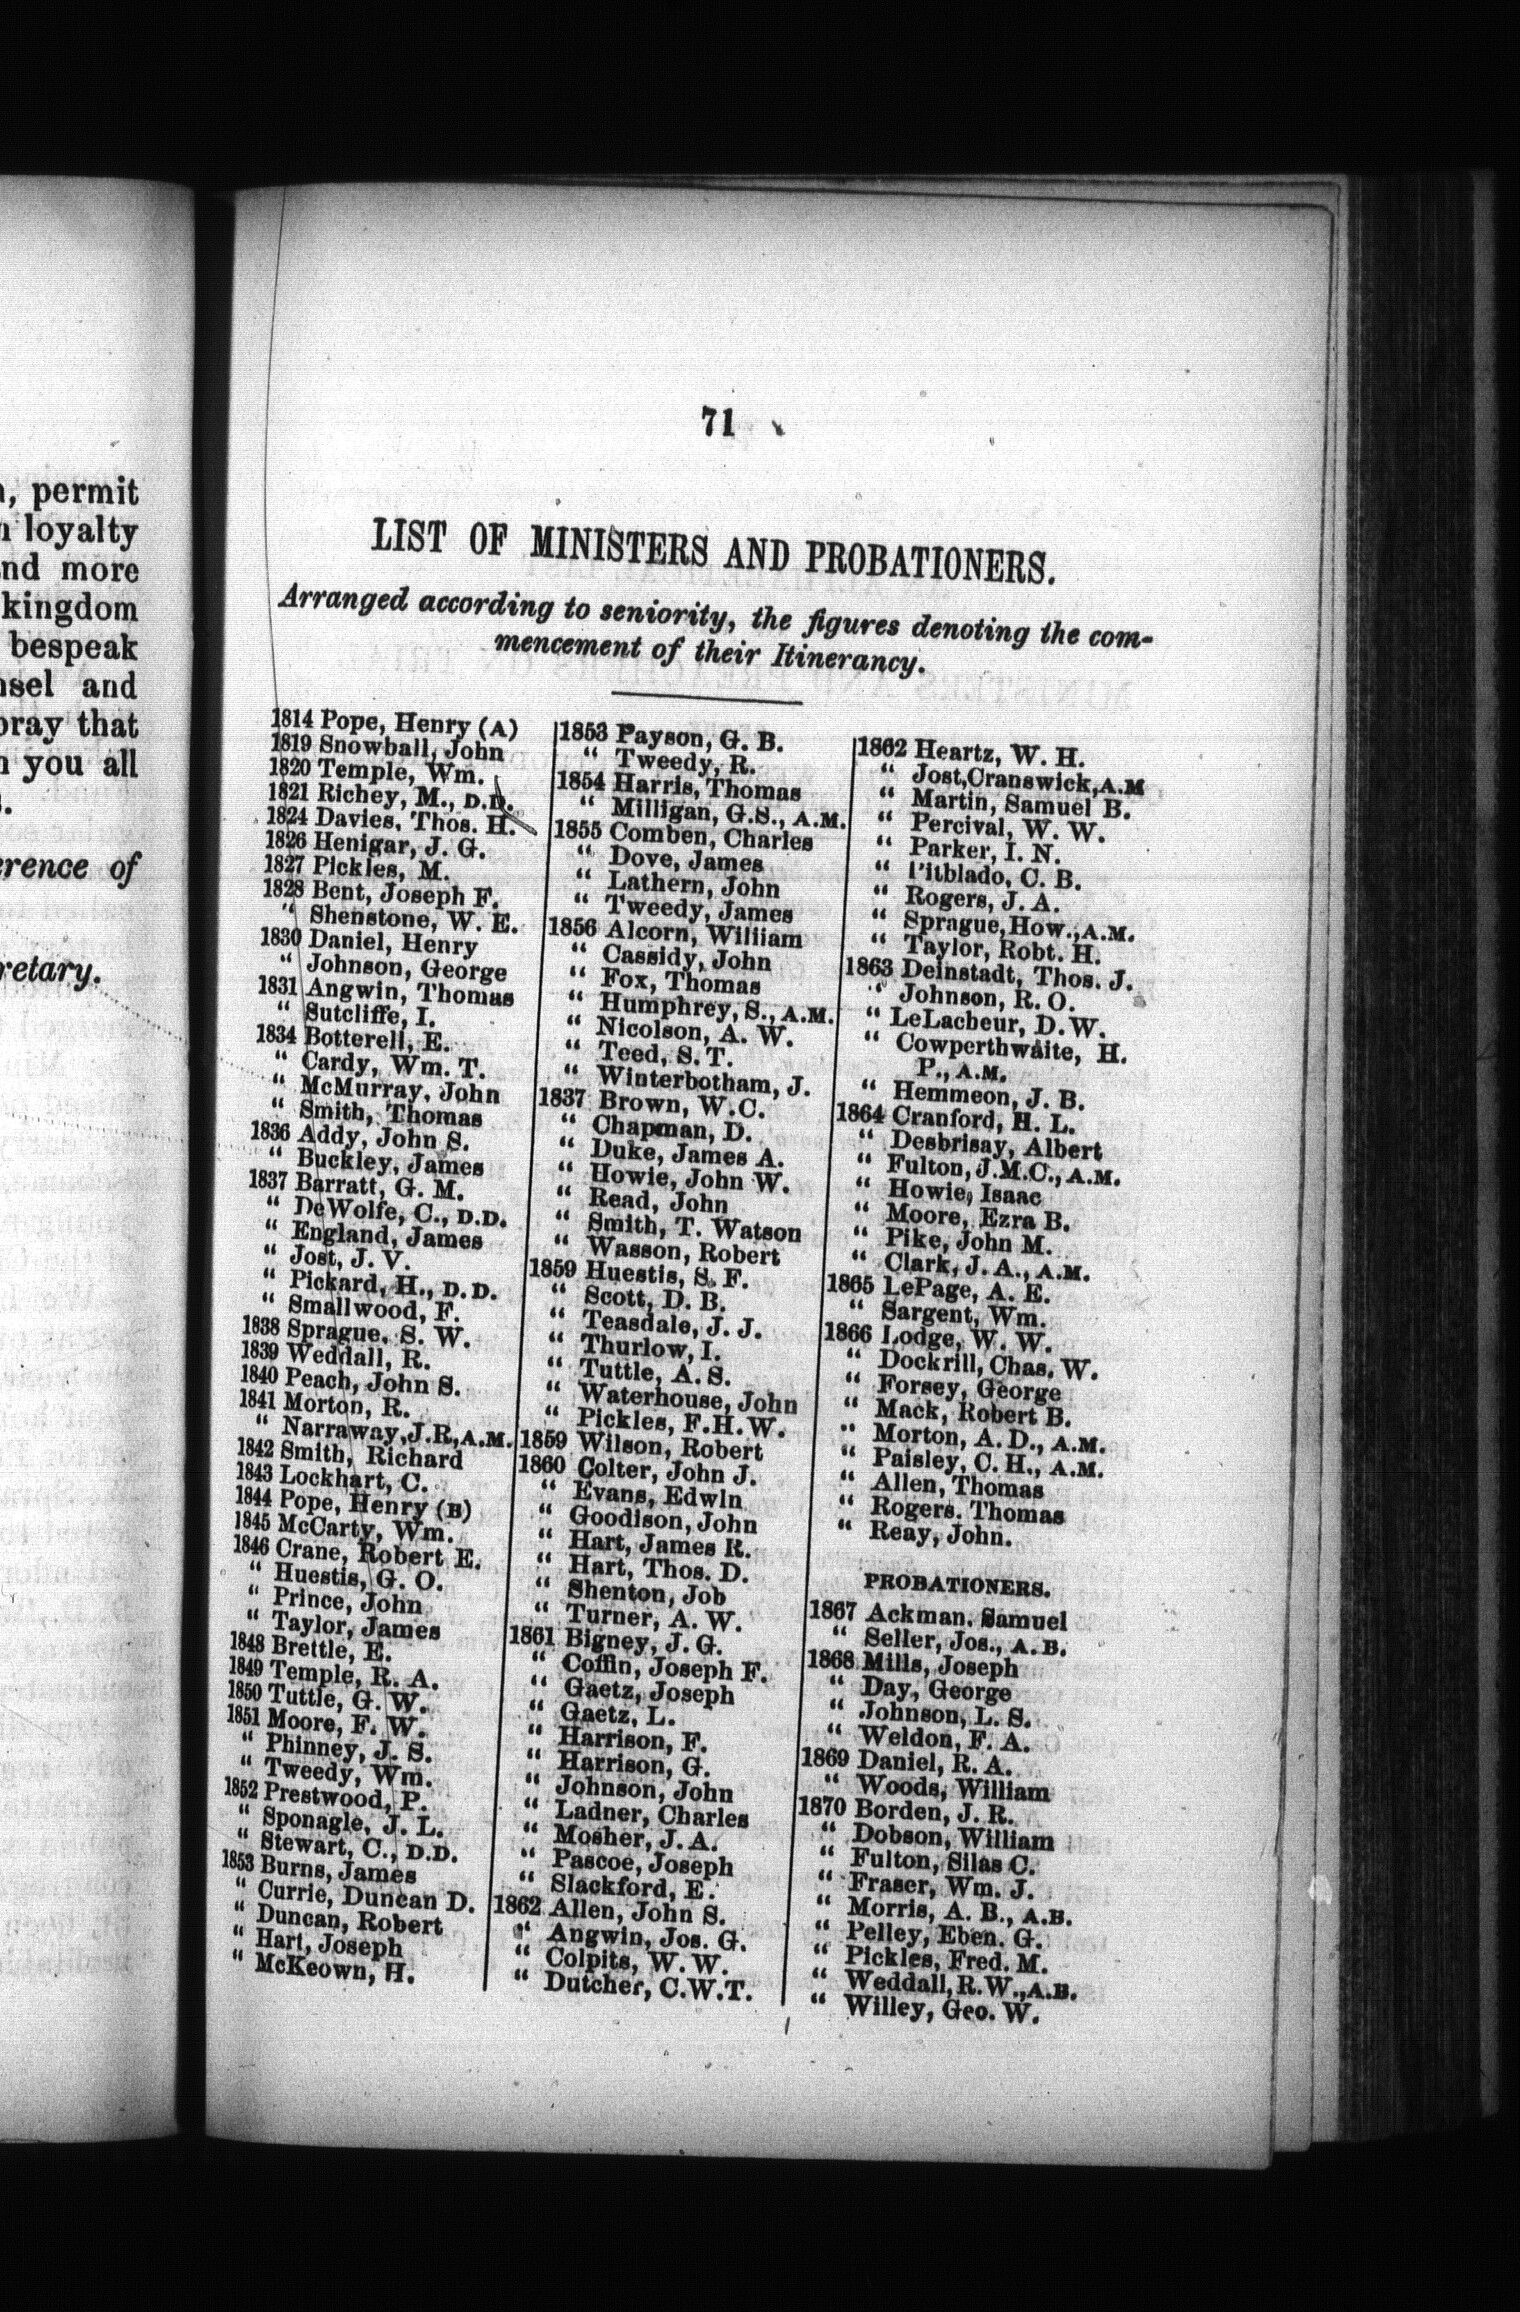 permit
loyalty
and more
kingdom
bespeak
and
pray that
you all
of
71
LIST OF MINISTERS AND PROBATIONERS.
Arranged according to seniority, the figures denoting the com-
mencement of their Itinerancy.
1814 Pope, Henry (A)
1819 Snowball, John
1820 Temple, Wm.
1821 Richey, M., D.D.
1824 Davies, Thos. H.
1826 Henigar, J. G.
1827 Pickles, M.
1828 Bent, Joseph F.
" Shenstone, W. E.
1830 Daniel, Henry
" Johnson, George
1831 Angwin, Thomas
" Sutcliffe, I.
1834 Botterell, E.
" Cardy, Wm. T.
" McMurray, John
" Smith, Thomas
1836 Addy, John S.
" Buckley, James
1837 Barratt, G. M.
" DeWolfe, C., D.D.
" England, James
" Jost, J. V.
" Pickard, H., D.D.
" Smallwood, F.
1838 Sprague, S. W.
1839 Weddall, R.
1840 Peach, John S.
1841 Morton, R.
" Narraway, J.R., A.M.
1842 Smith, Richard
1843 Lockhart, C.
1844 Pope, Henry (B)
1845 McCarty, Wm.
1846 Crane, Robert E.
" Huestis, G. O.
" Prince, John
" Taylor, James
1848 Brettle, E.
1849 Temple, R. A.
1850 Tuttle, G. W.
1851 Moore, F. W.
" Phinney, J. S.
" Tweedy, Wm.
1852 Prestwood, P.
" Sponagle, J. L.
" Stewart, C., D.D.
1853 Burns, James
" Currie, Duncan D.
" Duncan, Robert
" Hart, Joseph
" McKeown, H.
1853 Payson, G. B.
" Tweedy, R.
1854 Harris, Thomas
" Milligan, G.S., A.M.
1855 Comben, Charles
" Dove, James
" Lathern, John
" Tweedy, James
1856 Alcorn, William
" Cassidy, John
" Fox, Thomas
" Humphrey, S., A.M.
" Nicolson, A. W.
" Teed, S. T.
" Winterbotham, J.
1837 Brown, W.C.
" Chapman, D.
" Duke, James A.
" Howie, John W.
" Read, John
" Smith, T. Watson
" Wasson, Robert
1859 Huestis, S. F.
" Scott, D. B.
" Teasdale, J. J.
" Thurlow, I.
" Tuttle, A. S.
" Waterhouse, John
" Pickles, F. H. W.
1859 Wilson, Robert
1860 Colter, John J.
" Evans, Edwin
" Goodison, John
" Hart, James R.
" Hart, Thos. D.
" Shenton, Job
" Turner, A. W.
1861 Bigney, J. G.
" Coffin, Joseph F.
" Gaetz, Joseph
" Gaetz, L.
" Harrison, F.
" Harrison, G.
" Johnson, John
" Ladner, Charles
" Mosher, J. A.
" Pascoe, Joseph
" Slackford, E.
1862 Allen, John S.
" Angwin, Jos. G.
" Colpits, W. W.
" Dutcher, C.W.T.
1862 Heartz, W. H.
" Jost, Cranswick, A.M
" Martin, Samuel B.
" Percival, W. W.
" Parker, I. N.
" Pitblado, C. B.
" Rogers, J. A.
" Sprague, How., A.M.
" Taylor, Robt. H.
1863 Deinstadt, Thos. J.
" Johnson, R. O.
" LeLacheur, D.W.
" Cowperthwaite, H.
P., A.M.
" Hemmeon, J. B.
1864 Cranford, H. L.
" Desbrisay, Albert
" Fulton, J.M.C., A.M.
" Howie, Isaac
" Moore, Ezra B.
" Pike, John M.
" Clark, J. A., A.M.
1865 LePage, A. E.
" Sargent, Wm.
1866 Lodge, W. W.
" Dockrill, Chas. W.
" Forsey, George
" Mack, Robert B.
" Morton, A. D., A.M.
" Paisley, C. H., A.M.
" Allen, Thomas
" Rogers. Thomas
" Reay, John.
PROBATIONERS.
1867 Ackman. Samuel
" Seller, Jos., A.B.
1868 Mills, Joseph
" Day, George
" Johnson, L. S.
" Weldon, F. A.
1869 Daniel, R. A.
" Woods, William
1870 Borden, J. R.
" Dobson, William
" Fulton, Silas C.
" Fraser, Wm. J.
" Morris, A. B., A.B.
" Pelley, Eben. G.
" Pickles, Fred. M.
" Weddall, R.W., A.B.
" Willey, Geo. W.